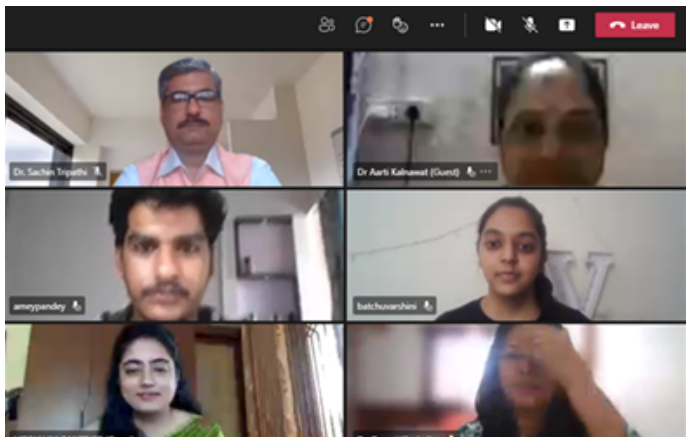 Leave
Dr. Sachin Tripathi
Dr Aarti Kalnawat (Guest)
ameypandey
batchuvarshini
V